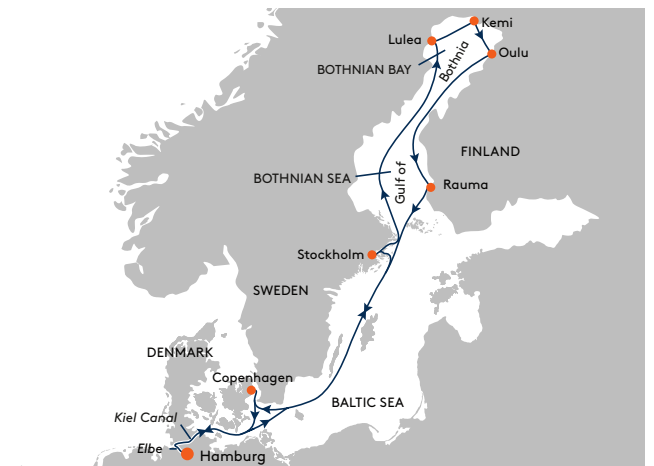 Kemi
Lulea
Oulu
BOTHNIAN BAY
Bothnia
FINLAND
BOTHNIAN SEA
Gulf of
Rauma
Stockholm
SWEDEN
DENMARK
Copenhagen
BALTIC SEA
Kiel Canal
Elbe
Hamburg